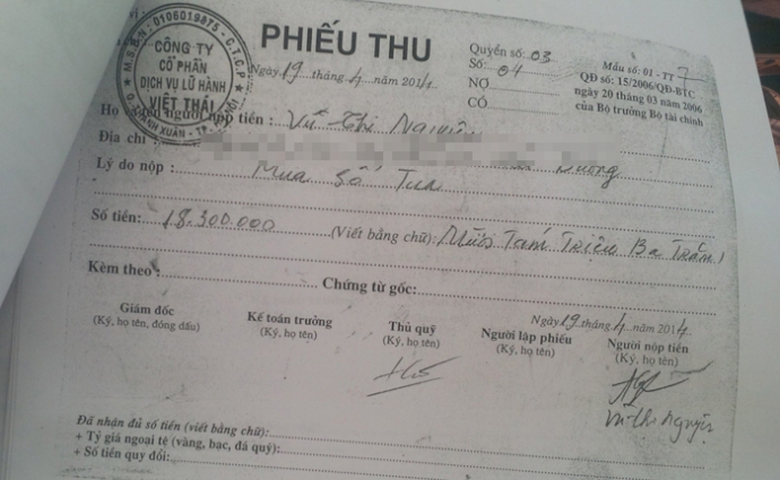 M.S.D.N: 0106019875 - C.T.C.P
CÔNG TY
CỔ PHẦN
DỊCH VỤ LỮ HÀNH
VIỆT THÁI
THANH XUÂN - TP
PHIẾU THU
Ngày 19 tháng 4 năm 2014
Quyển số: 03
Số: 04
NỢ
CÓ
Mẫu số: 01 - TT
QĐ số: 15/2006/QĐ-BTC
ngày 20 tháng 03 năm 2006
của Bộ trưởng Bộ tài chính
Họ tên người nộp tiền : Vũ Thị Nguyện
Địa chỉ : Dương
Lý do nộp : Mua Số Tua
Số tiền: 18.300.000 (Viết bằng chữ): Mười Tám Triệu Ba Trăm
Kèm theo : Chứng từ gốc:
Ngày 19 tháng 4 năm 2014
Giám đốc
(Ký, họ tên, đóng dấu)
Kế toán trưởng
(Ký, họ tên)
Thủ quỹ
(Ký, họ tên)
Người lập phiếu
(Ký, họ tên)
Người nộp tiền
(Ký, họ tên)
Đã nhận đủ số tiền (viết bằng chữ):
+ Tỷ giá ngoại tệ (vàng, bạc, đá quý):
+ Số tiền quy đổi: